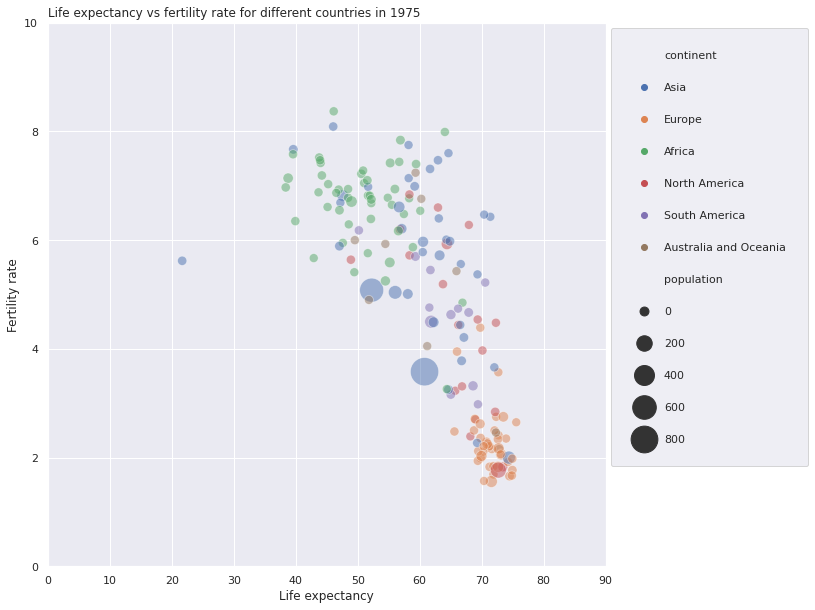 Life expectancy vs fertility rate for different countries in 1975
10
8
6
4
2
0
Fertility rate
0 10 20 30 40 50 60 70 80 90
Life expectancy
continent
Asia
Europe
Africa
North America
South America
Australia and Oceania
population
0
200
400
600
800